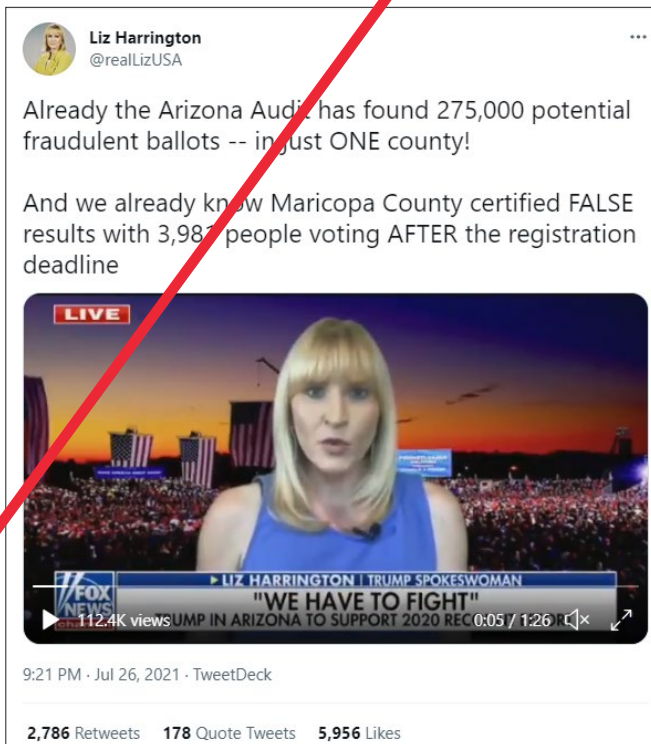 Liz Harrington
@realLizUSA
Already the Arizona Audit has found 275,000 potential
fraudulent ballots -- in just ONE county!
And we already know Maricopa County certified FALSE
results with 3,981 people voting AFTER the registration
deadline
LIVE
LIZ HARRINGTON | TRUMP SPOKESWOMAN
FOX
NEWS
channel
"WE HAVE TO FIGHT"
TRUMP IN ARIZONA TO SUPPORT 2020
112.4K views
0:05 / 1:26
9:21 PM · Jul 26, 2021 · TweetDeck
2,786 Retweets 178 Quote Tweets 5,956 Likes